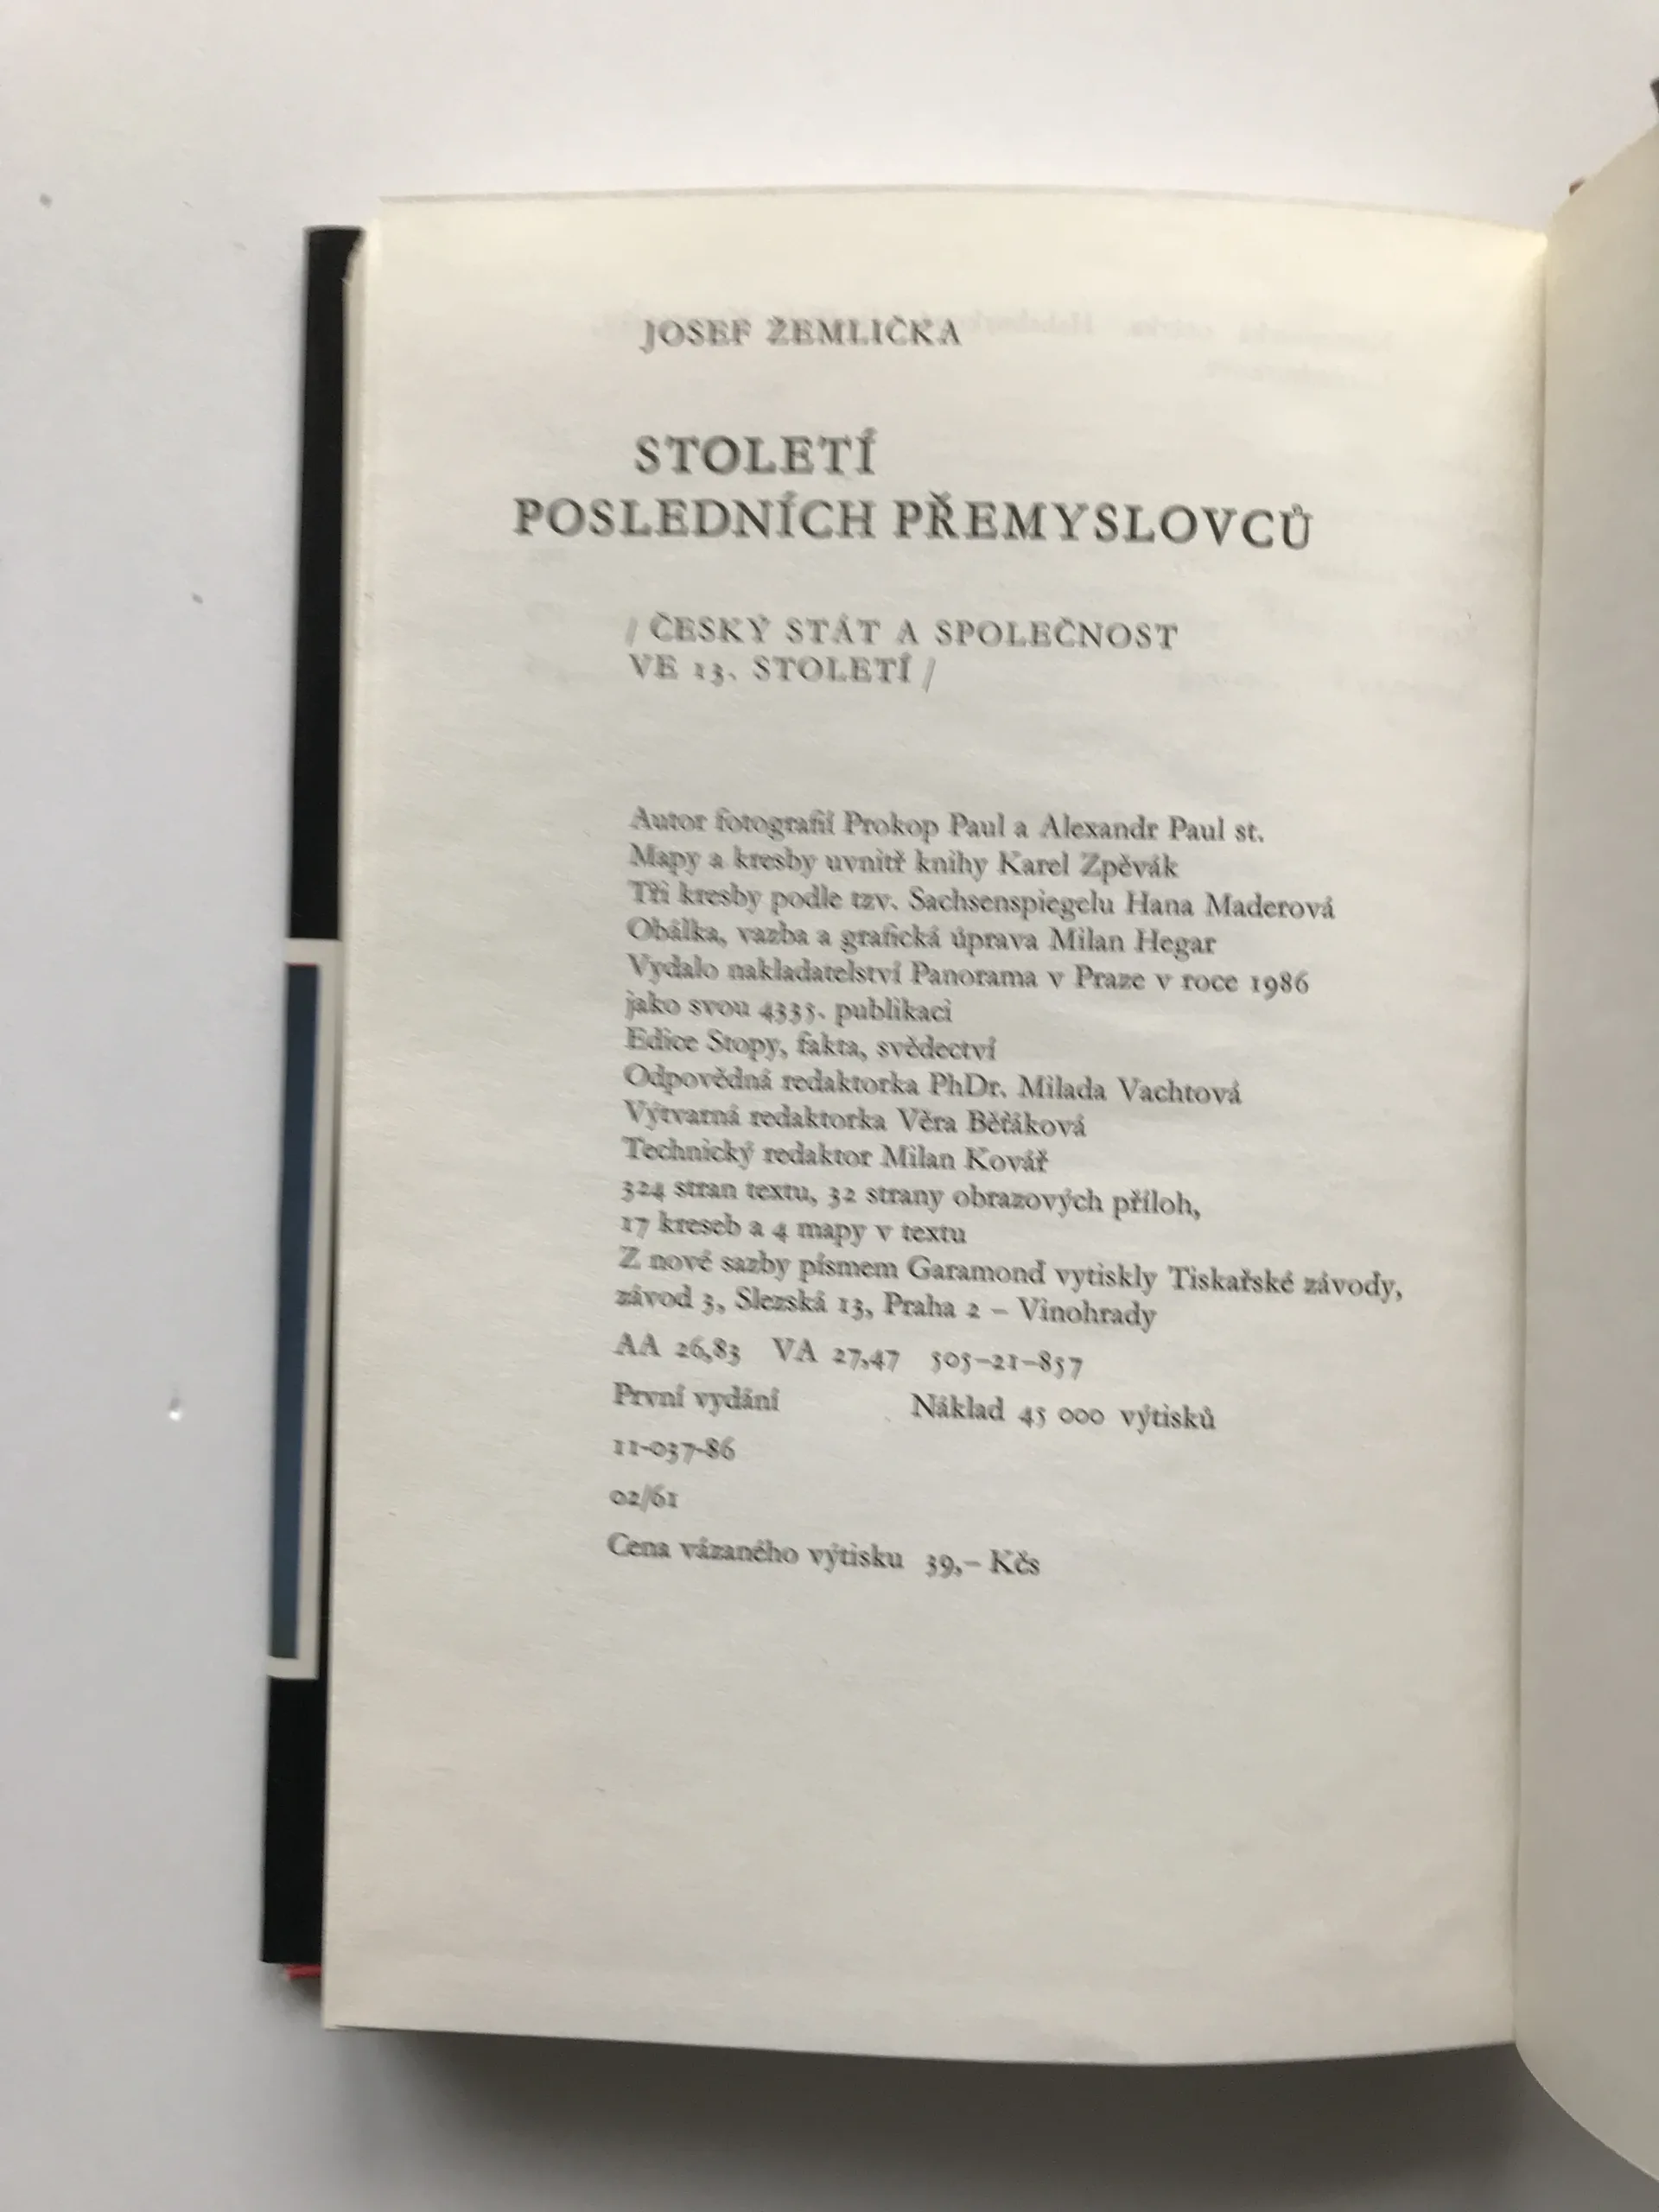 JOSEF ŽEMLIČKA
STOLETÍ
POSLEDNÍCH PŘEMYSLOVCŮ
/ ČESKÝ STÁT A SPOLEČNOST
VE 13. STOLETÍ /
Autor fotografií Prokop Paul a Alexandr Paul st.
Mapy a kresby uvnitř knihy Karel Zpěvák
Tři kresby podle tzv. Sachsenspiegelu Hana Maderová
Obálka, vazba a grafická úprava Milan Hegar
Vydalo nakladatelství Panorama v Praze v roce 1986
jako svou 4335. publikaci
Edice Stopy, fakta, svědectví
Odpovědná redaktorka PhDr. Milada Vachtová
Výtvarná redaktorka Věra Běťáková
Technický redaktor Milan Kovář
324 stran textu, 32 strany obrazových příloh,
17 kreseb a 4 mapy v textu
Z nové sazby písmem Garamond vytiskly Tiskařské závody,
závod 3, Slezská 13, Praha 2 – Vinohrady
AA 26,83 VA 27,47 505–21–857
První vydání Náklad 45 000 výtisků
11-037-86
02/61
Cena vázaného výtisku 39,– Kčs